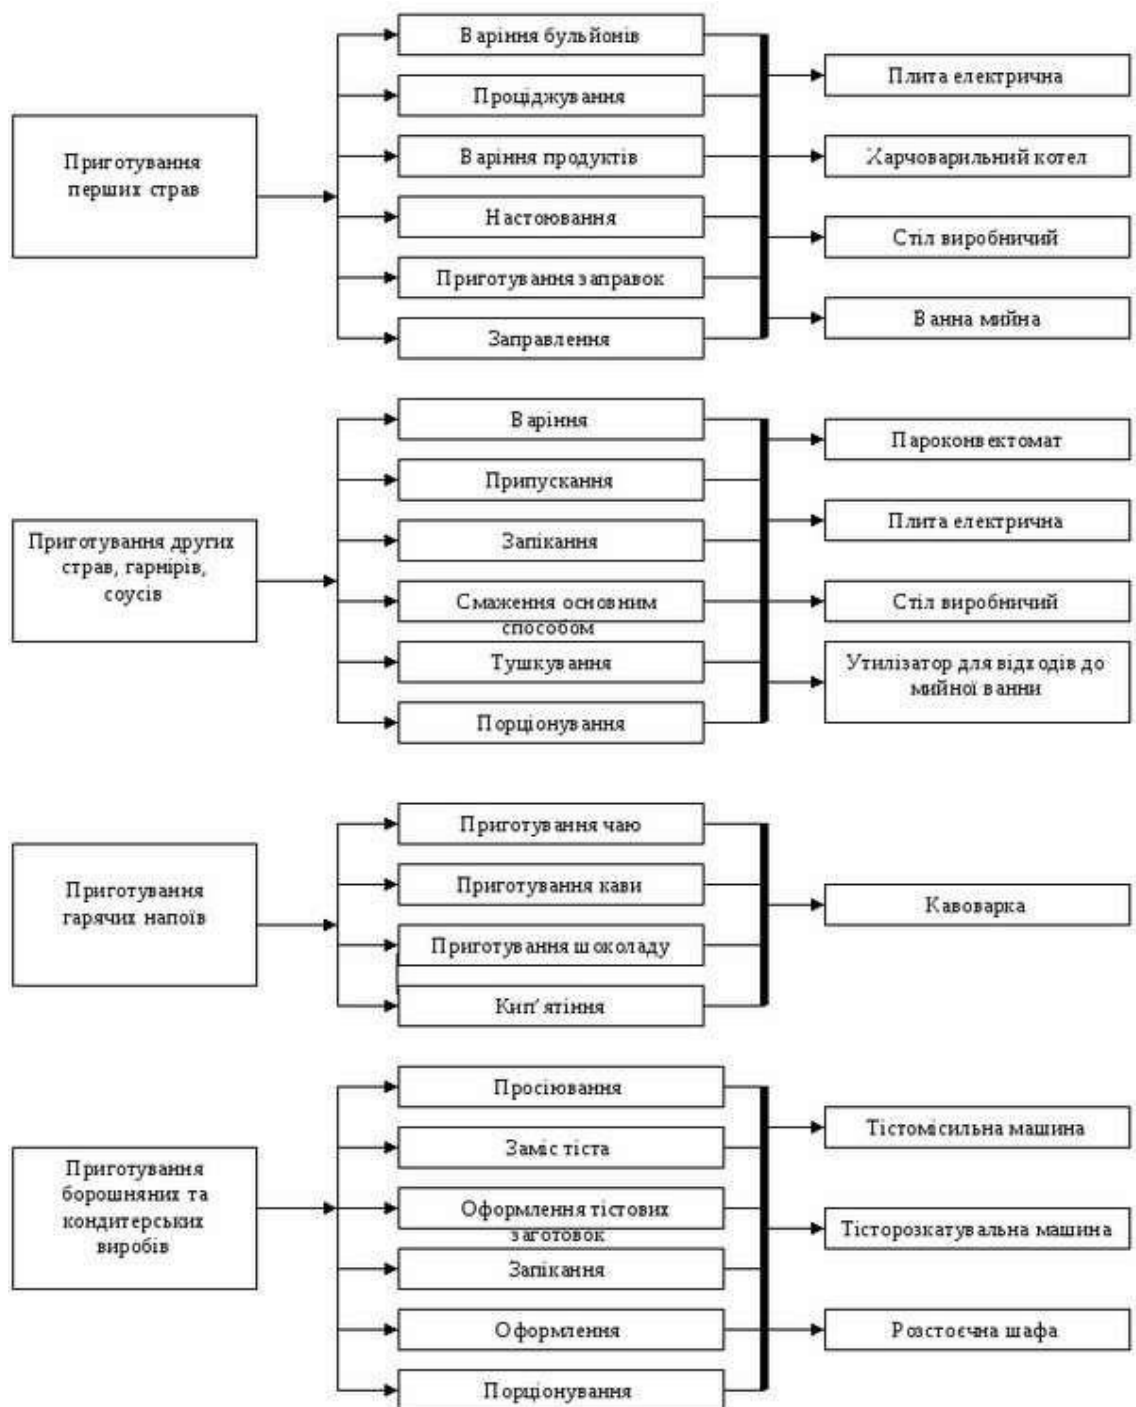 Приготування
перших страв
Варіння бульйонів
Проціджування
Варіння продуктів
Настоювання
Приготування заправок
Заправлення
Плита електрична
Харчоварильний котел
Стіл виробничий
Ванна мийна
Приготування других
страв, гарнірів,
соусів
Варіння
Припускання
Запікання
Смаження основним
способом
Тушкування
Порціонування
Пароконвектомат
Плита електрична
Стіл виробничий
Утилізатор для відходів до
мийної ванни
Приготування
гарячих напоїв
Приготування чаю
Приготування кави
Приготування шоколаду
Кип'ятіння
Кавоварка
Приготування
борошняних та
кондитерських
виробів
Просіювання
Заміс тіста
Оформлення тістових
заготовок
Запікання
Оформлення
Порціонування
Тістомісильна машина
Тісторозкатувальна машина
Розстоєчна шафа